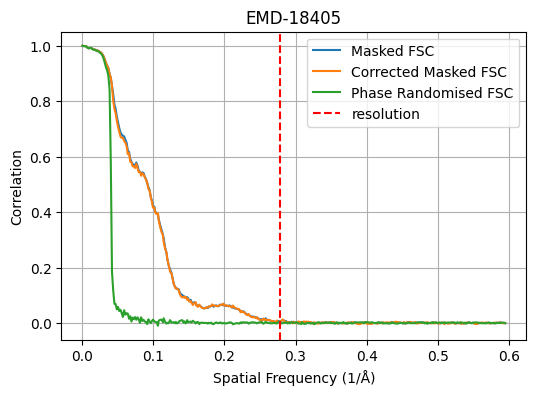 EMD-18405
Masked FSC
Corrected Masked FSC
Phase Randomised FSC
resolution
Correlation
1.0
0.8
0.6
0.4
0.2
0.0
0.0 0.1 0.2 0.3 0.4 0.5 0.6
Spatial Frequency (1/Å)